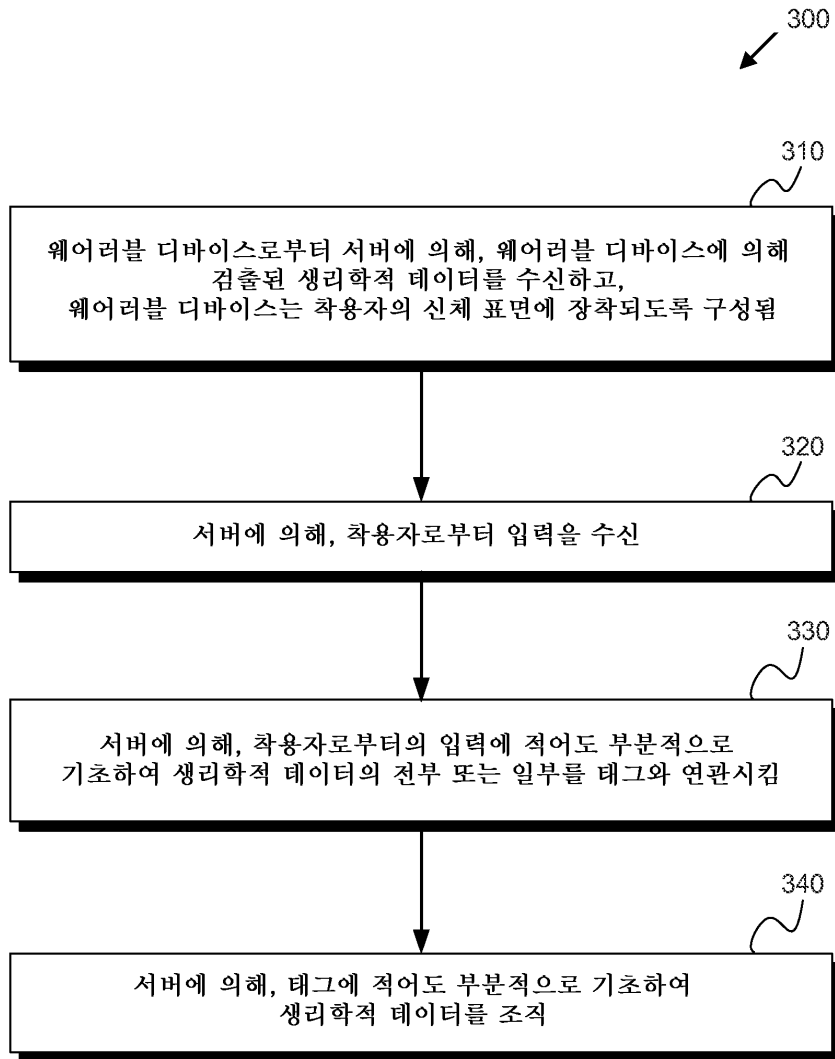 300
310
웨어러블 디바이스로부터 서버에 의해, 웨어러블 디바이스에 의해
검출된 생리학적 데이터를 수신하고,
웨어러블 디바이스는 착용자의 신체 표면에 장착되도록 구성됨
320
서버에 의해, 착용자로부터 입력을 수신
330
서버에 의해, 착용자로부터의 입력에 적어도 부분적으로
기초하여 생리학적 데이터의 전부 또는 일부를 태그와 연관시킴
340
서버에 의해, 태그에 적어도 부분적으로 기초하여
생리학적 데이터를 조직